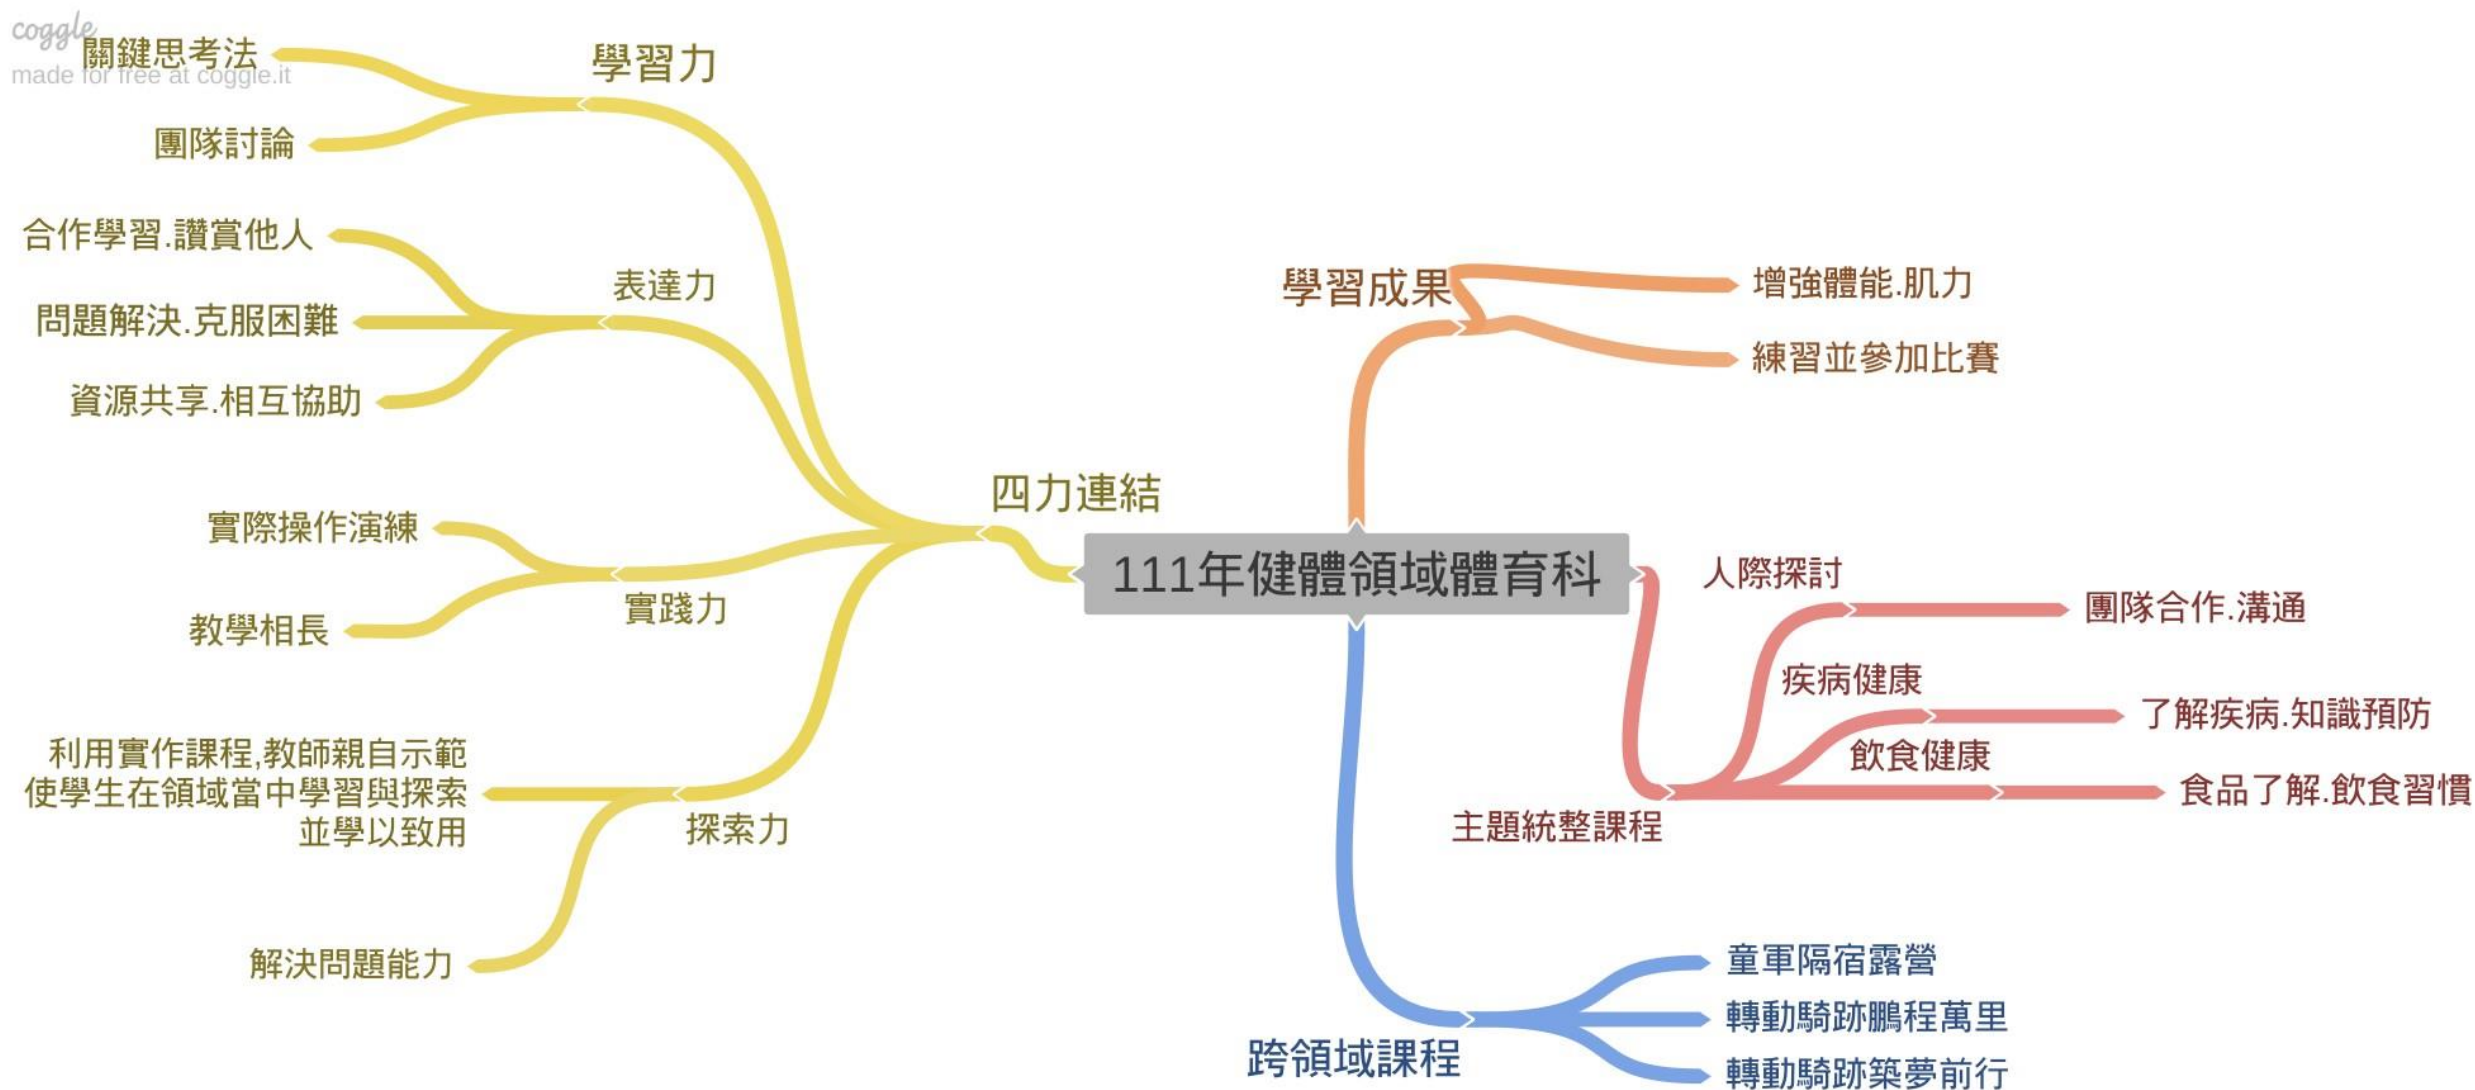 coggle
made for free at coggle.it
關鍵思考法
學習力
團隊討論
合作學習.讚賞他人
表達力
問題解決.克服困難
資源共享.相互協助
四力連結
實際操作演練
實踐力
教學相長
利用實作課程,教師親自示範
使學生在領域當中學習與探索
並學以致用
探索力
解決問題能力
111年健體領域體育科
學習成果
增強體能.肌力
練習並參加比賽
人際探討
團隊合作.溝通
疾病健康
了解疾病.知識預防
飲食健康
食品了解.飲食習慣
主題統整課程
童軍隔宿露營
轉動騎跡鵬程萬里
跨領域課程
轉動騎跡築夢前行